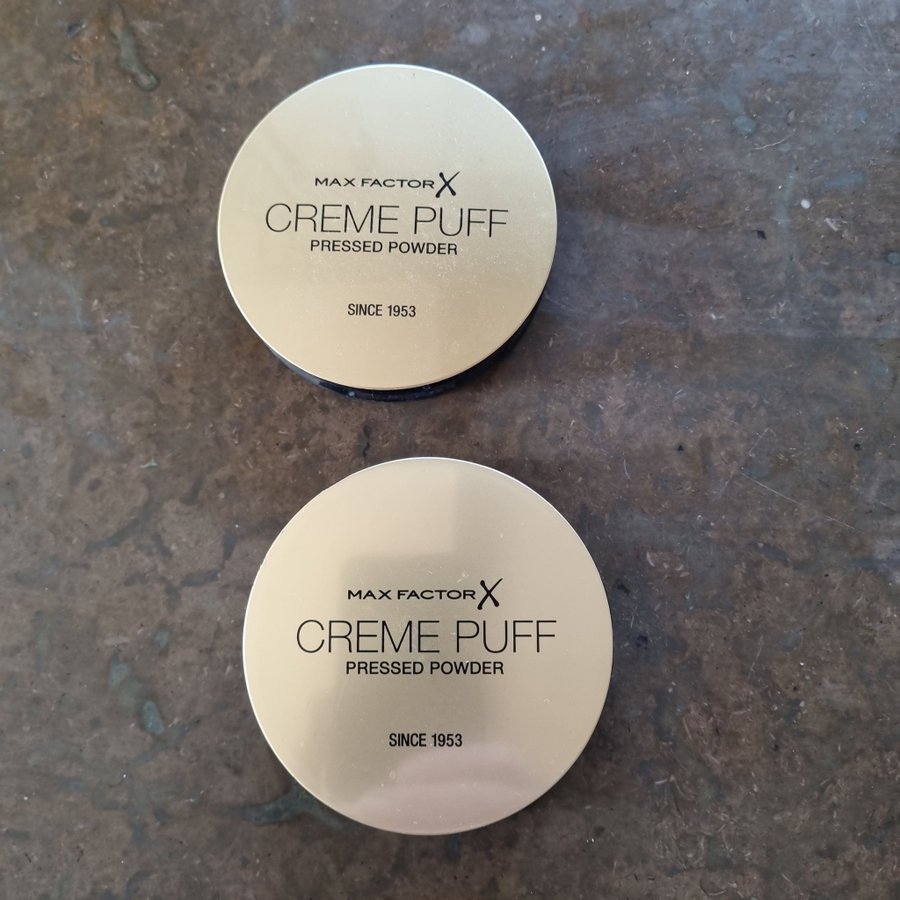 MAX FACTOR X
CREME PUFF
PRESSED POWDER
SINCE 1953
MAX FACTOR X
CREME PUFF
PRESSED POWDER
SINCE 1953